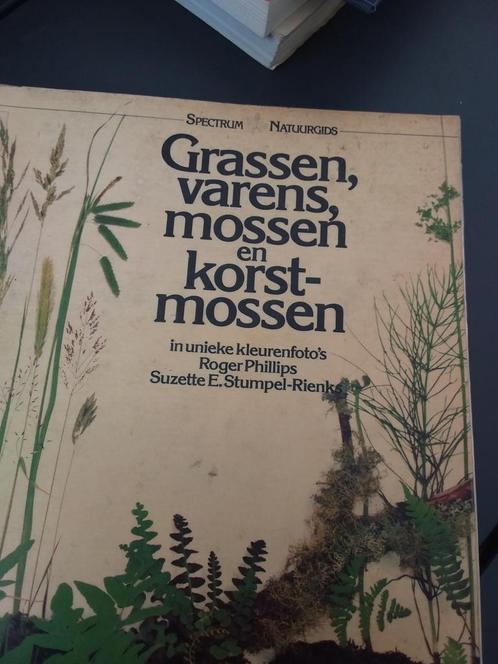 Spectrum Natuurgids
Grassen,
varens,
mossen
en
korst-
mossen
in unieke kleurenfoto's
Roger Phillips
Suzette E. Stumpel-Rienks